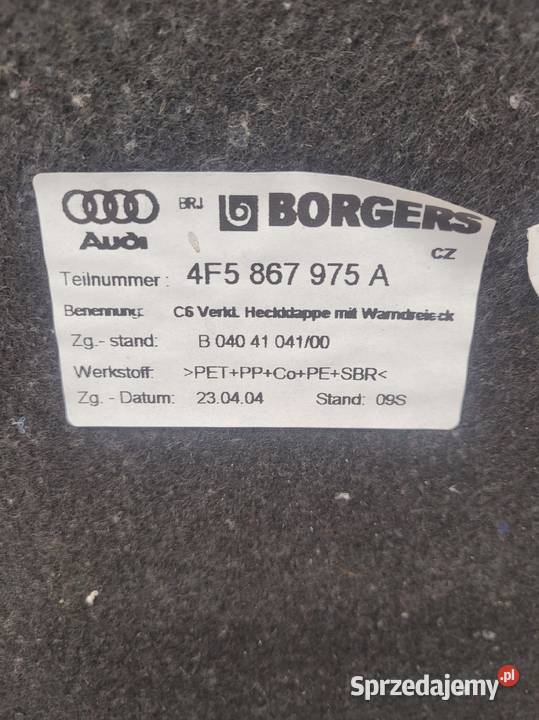 BRJ BORGERS
Audi
CZ
Teilnummer : 4F5 867 975 A
Benennung: C6 Verkl. Heckklappe mit Warndreieck
Zg.- stand: B 040 41 041/00
Werkstoff: >PET+PP+Co+PE+SBR<
Zg. - Datum: 23.04.04 Stand: 09S
Sprzedajemy.pl